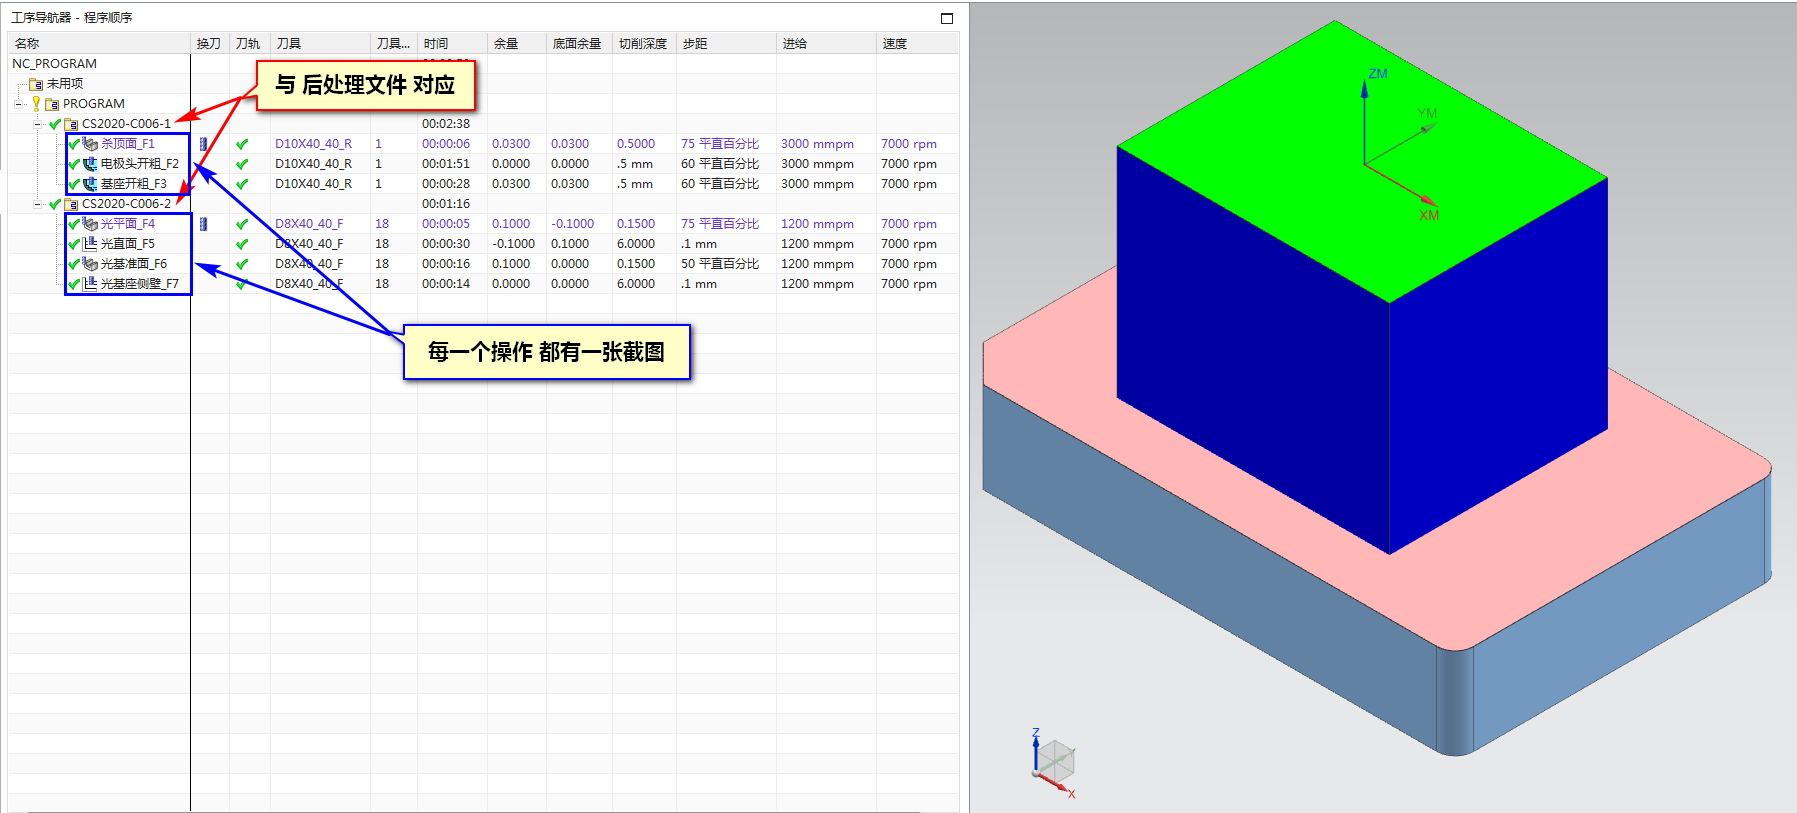 工序导航器 - 程序顺序
名称 换刀 刀轨 刀具 刀具... 时间 余量 底面余量 切削深度 步距 进给 速度
NC_PROGRAM
未用项
PROGRAM
与 后处理文件 对应
CS2020-C006-1 00:02:38
杀顶面_F1 D10X40_40_R 1 00:00:06 0.0300 0.0300 0.5000 75 平直百分比 3000 mmpm 7000 rpm
电极头开粗_F2 D10X40_40_R 1 00:01:51 0.0000 0.0000 .5 mm 60 平直百分比 3000 mmpm 7000 rpm
基座开粗_F3 D10X40_40_R 1 00:00:28 0.0300 0.0300 .5 mm 60 平直百分比 3000 mmpm 7000 rpm
CS2020-C006-2 00:01:16
光平面_F4 D8X40_40_F 18 00:00:05 0.1000 -0.1000 0.1500 75 平直百分比 1200 mmpm 7000 rpm
光直面_F5 D8X40_40_F 18 00:00:30 -0.1000 0.1000 6.0000 .1 mm 1200 mmpm 7000 rpm
光基准面_F6 D8X40_40_F 18 00:00:16 0.1000 0.0000 0.1500 50 平直百分比 1200 mmpm 7000 rpm
光基座侧壁_F7 D8X40_40_F 18 00:00:14 0.0000 0.0000 6.0000 .1 mm 1200 mmpm 7000 rpm
每一个操作 都有一张截图
ZM
YM
XM
Z
X